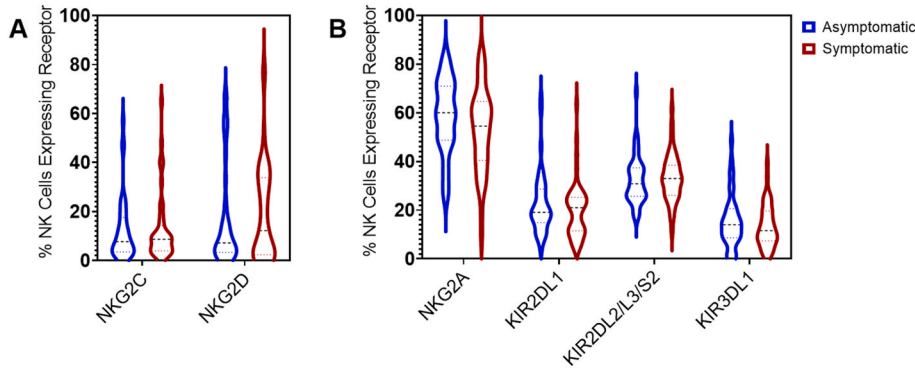 A
% NK Cells Expressing Receptor
100
80
60
40
20
0
NKG2C
NKG2D
B
% NK Cells Expressing Receptor
100
80
60
40
20
0
NKG2A
KIR2DL1
KIR2DL2/L3/S2
KIR3DL1
Asymptomatic
Symptomatic